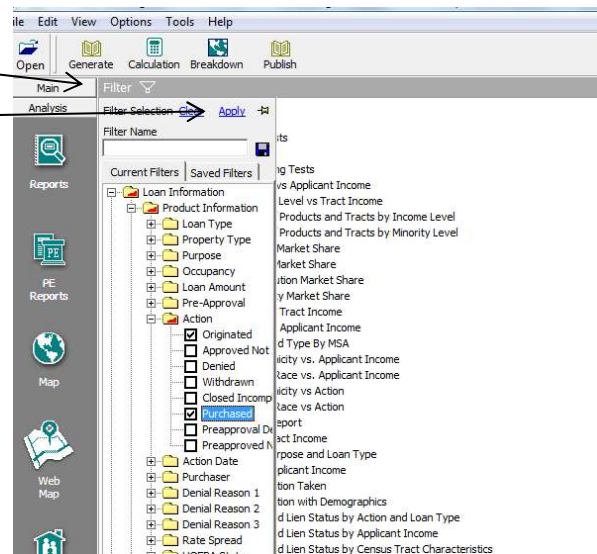 ile Edit View Options Tools Help
Open Generate Calculation Breakdown Publish
Main Filter
Analysis Filter Selection Clear Apply
Filter Name
Current Filters Saved Filters
Reports
PE
PE
Reports
Map
Web
Map
Loan Information
Product Information
Loan Type
Property Type
Purpose
Occupancy
Loan Amount
Pre-Approval
Action
Originated
Approved Not
Denied
Withdrawn
Closed Incomp
Purchased
Preapproval De
Preapproved N
Action Date
Purchaser
Denial Reason 1
Denial Reason 2
Denial Reason 3
Rate Spread
sts
ng Tests
vs Applicant Income
Level vs Tract Income
Products and Tracts by Income Level
Products and Tracts by Minority Level
Market Share
Market Share
ution Market Share
y Market Share
Tract Income
Applicant Income
d Type By MSA
nicity vs. Applicant Income
Race vs. Applicant Income
nicity vs Action
Race vs Action
eport
act Income
rpose and Loan Type
plicant Income
tion Taken
tion with Demographics
d Lien Status by Action and Loan Type
d Lien Status by Applicant Income
d Lien Status by Census Tract Characteristics